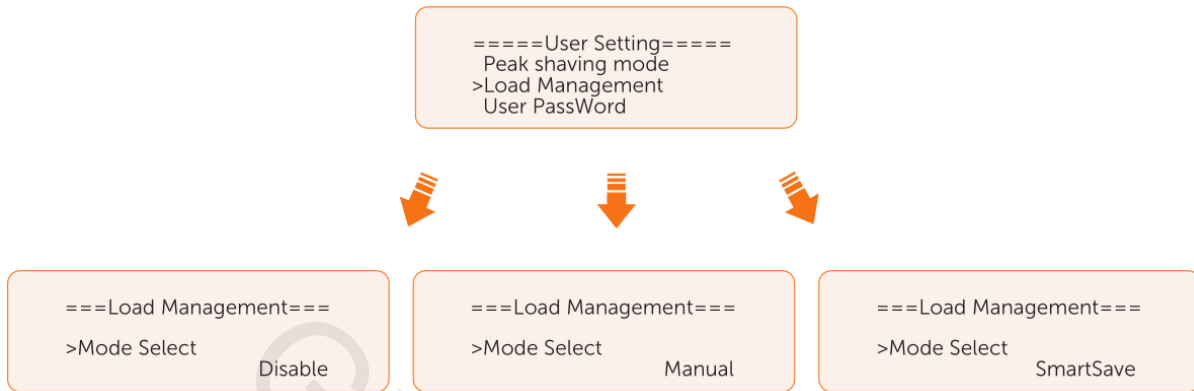 =====User Setting=====
Peak shaving mode
>Load Management
User PassWord
===Load Management===
>Mode Select
Disable
===Load Management===
>Mode Select
Manual
===Load Management===
>Mode Select
SmartSave